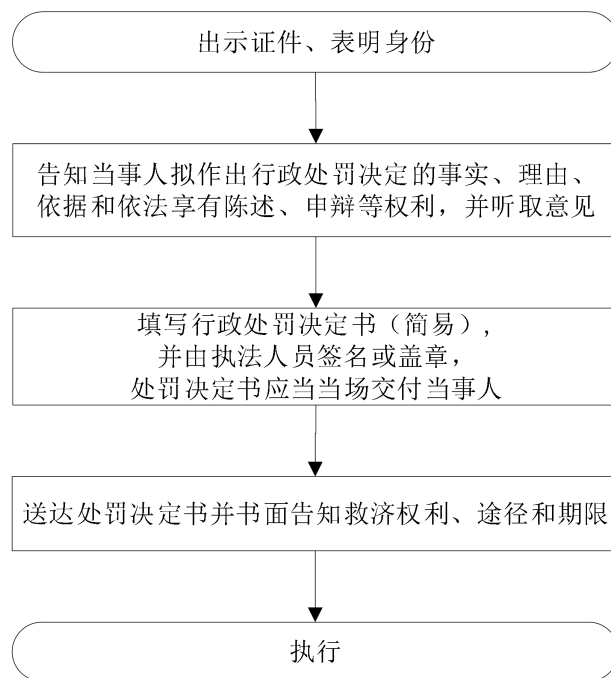 出示证件、表明身份
告知当事人拟作出行政处罚决定的事实、理由、
依据和依法享有陈述、申辩等权利，并听取意见
填写行政处罚决定书（简易），
并由执法人员签名或盖章，
处罚决定书应当当场交付当事人
送达处罚决定书并书面告知救济权利、途径和期限
执行